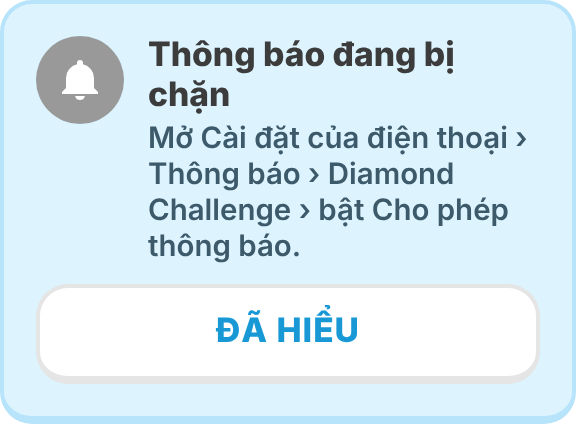 Thông báo đang bị
chặn
Mở Cài đặt của điện thoại ›
Thông báo › Diamond
Challenge › bật Cho phép
thông báo.
ĐÃ HIỂU